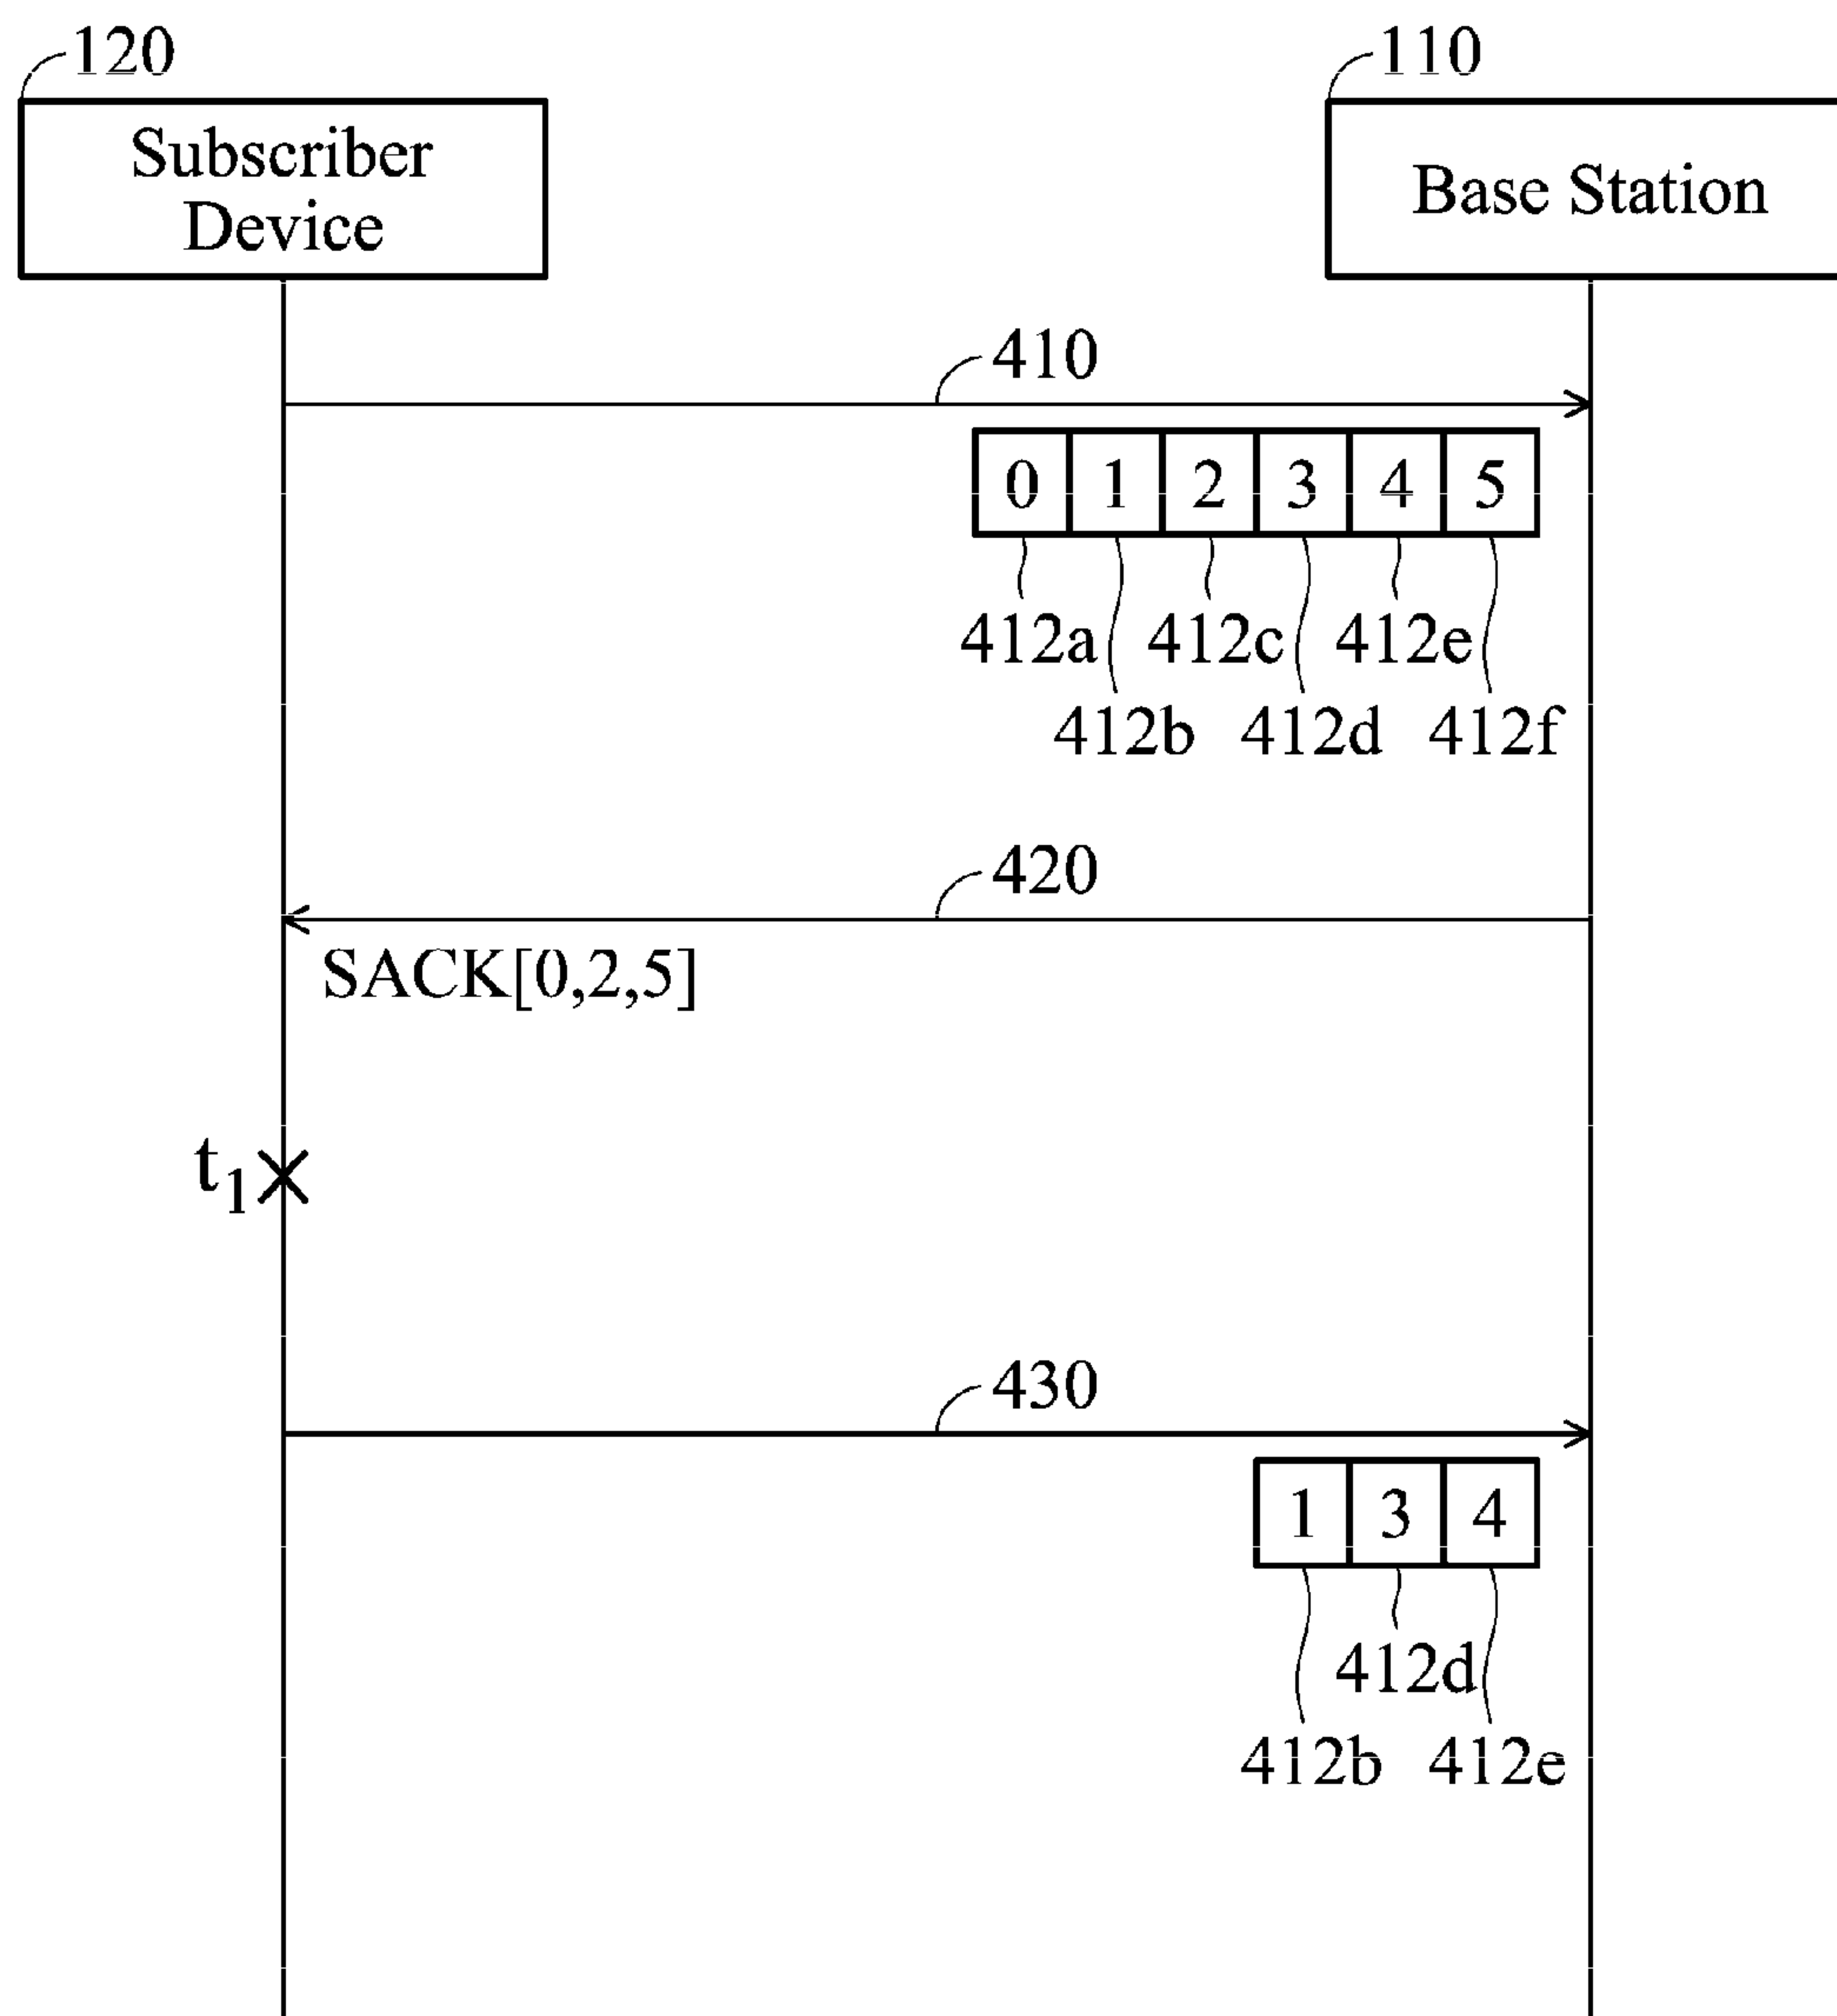 120
110
Subscriber
Device
Base Station
410
0 1 2 3 4 5
412a 412c 412e
412b 412d 412f
420
SACK[0,2,5]
t1
430
1 3 4
412d
412b 412e